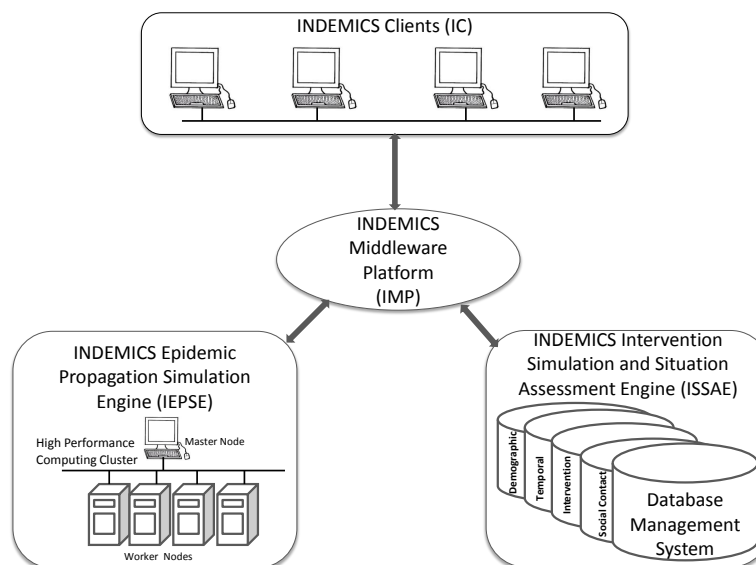 INDEMICS Clients (IC)
INDEMICS
Middleware
Platform
(IMP)
INDEMICS Epidemic
Propagation Simulation
Engine (IEPSE)
High Performance
Computing Cluster
Master Node
Worker Nodes
INDEMICS Intervention
Simulation and Situation
Assessment Engine (ISSAE)
Demographic
Temporal
Intervention
Social Contact
Database
Management
System